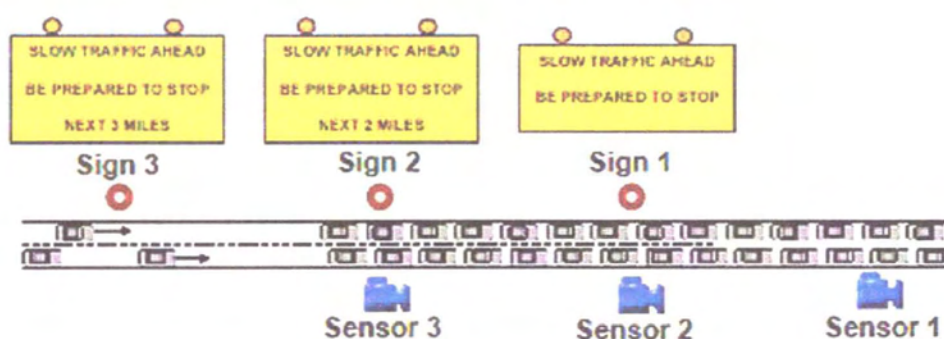 SLOW TRAFFIC AHEAD
BE PREPARED TO STOP
NEXT 3 MILES
Sign 3
SLOW TRAFFIC AHEAD
BE PREPARED TO STOP
NEXT 2 MILES
Sign 2
SLOW TRAFFIC AHEAD
BE PREPARED TO STOP
Sign 1
Sensor 3
Sensor 2
Sensor 1